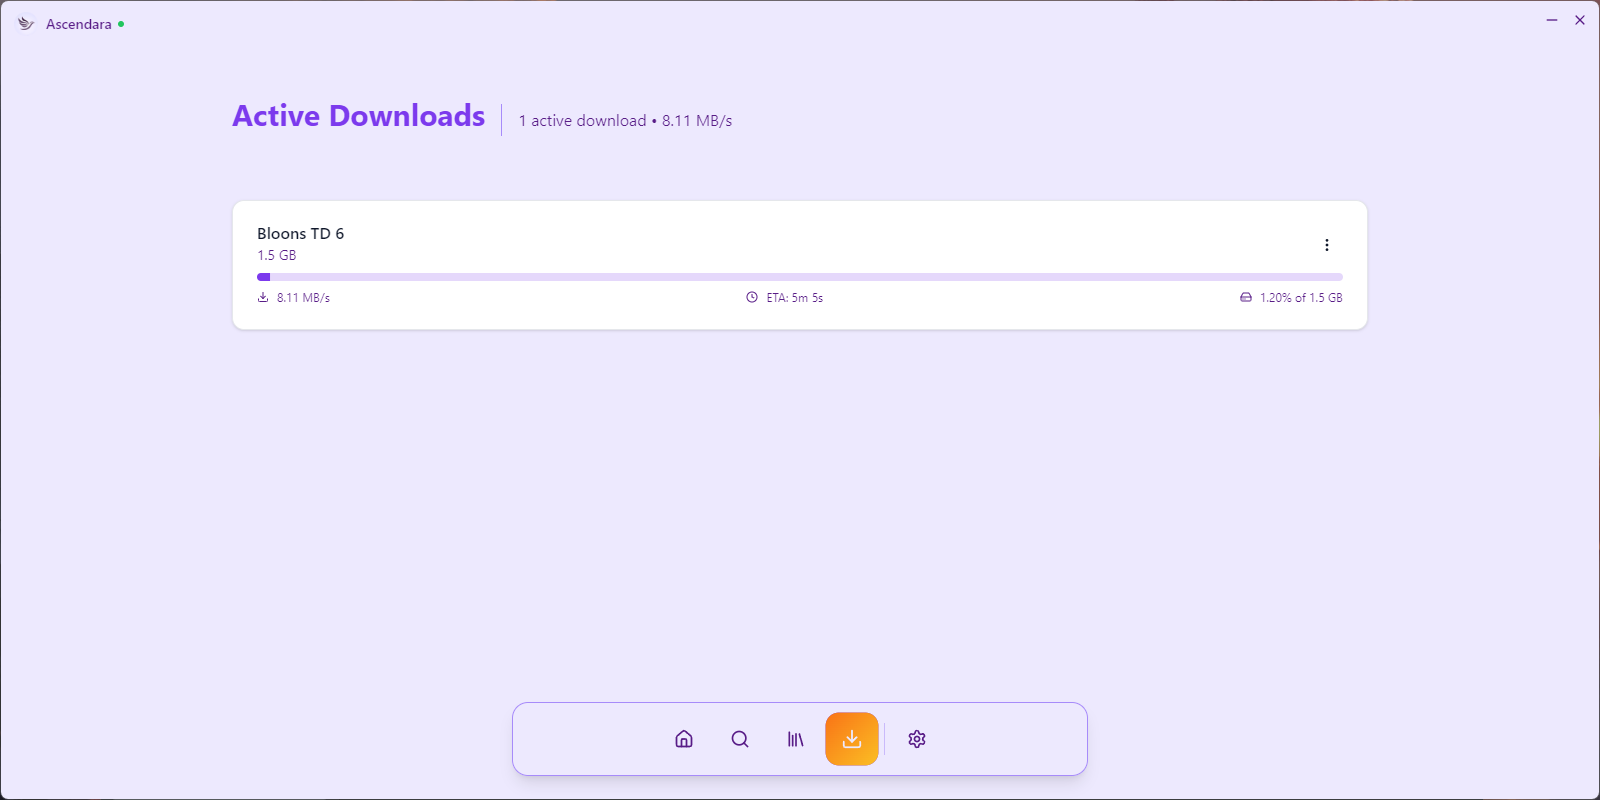 Ascendara
Active Downloads
1 active download • 8.11 MB/s
Bloons TD 6
1.5 GB
8.11 MB/s
ETA: 5m 5s
1.20% of 1.5 GB